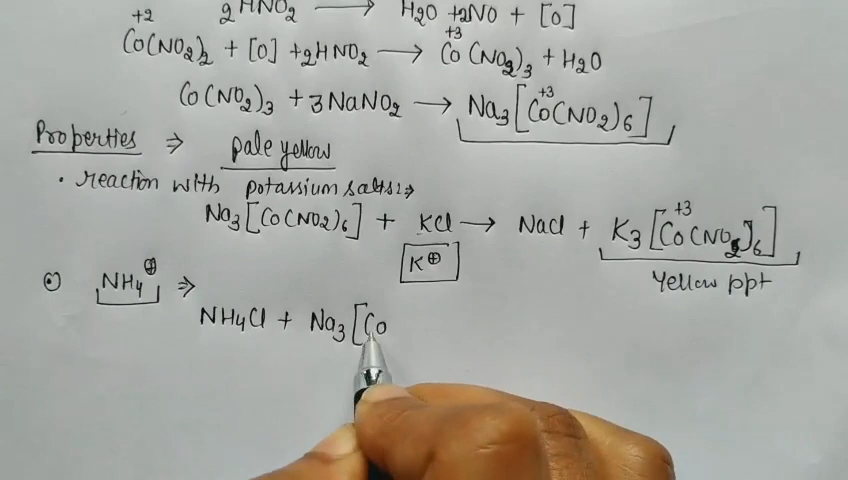 2HNO2 → H2O + 2NO + [O]
+2 +3
Co(NO2)2 + [O] + 2HNO2 → Co(NO2)3 + H2O
+3
Co(NO2)3 + 3NaNO2 → Na3[Co(NO2)6]
Properties ⇒ pale yellow
• reaction with potassium salts:⇒
+3
Na3[Co(NO2)6] + KCl → NaCl + K3[Co(NO2)6]
K⊕ Yellow ppt
⊙ NH4⊕ ⇒
NH4Cl + Na3[Co